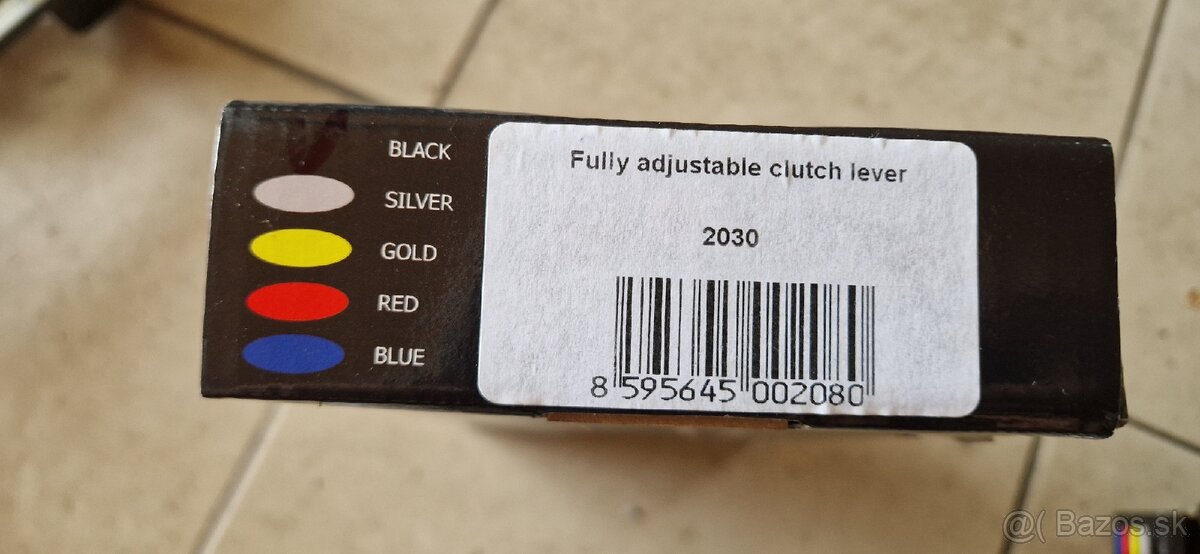 BLACK
SILVER
GOLD
RED
BLUE
Fully adjustable clutch lever
2030
8 595645 002080
@( Bazos.sk